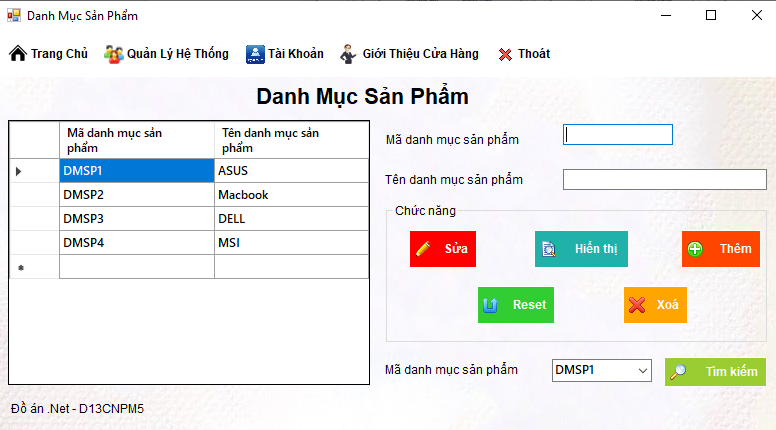 Danh Mục Sản Phẩm
Trang Chủ Quản Lý Hệ Thống Tài Khoản Giới Thiệu Cửa Hàng Thoát
Danh Mục Sản Phẩm
Mã danh mục sản phẩm Tên danh mục sản phẩm
DMSP1 ASUS
DMSP2 Macbook
DMSP3 DELL
DMSP4 MSI
Mã danh mục sản phẩm
Tên danh mục sản phẩm
Chức năng
Sửa Hiển thị Thêm
Reset Xoá
Mã danh mục sản phẩm DMSP1 Tìm kiếm
Đồ án .Net - D13CNPM5